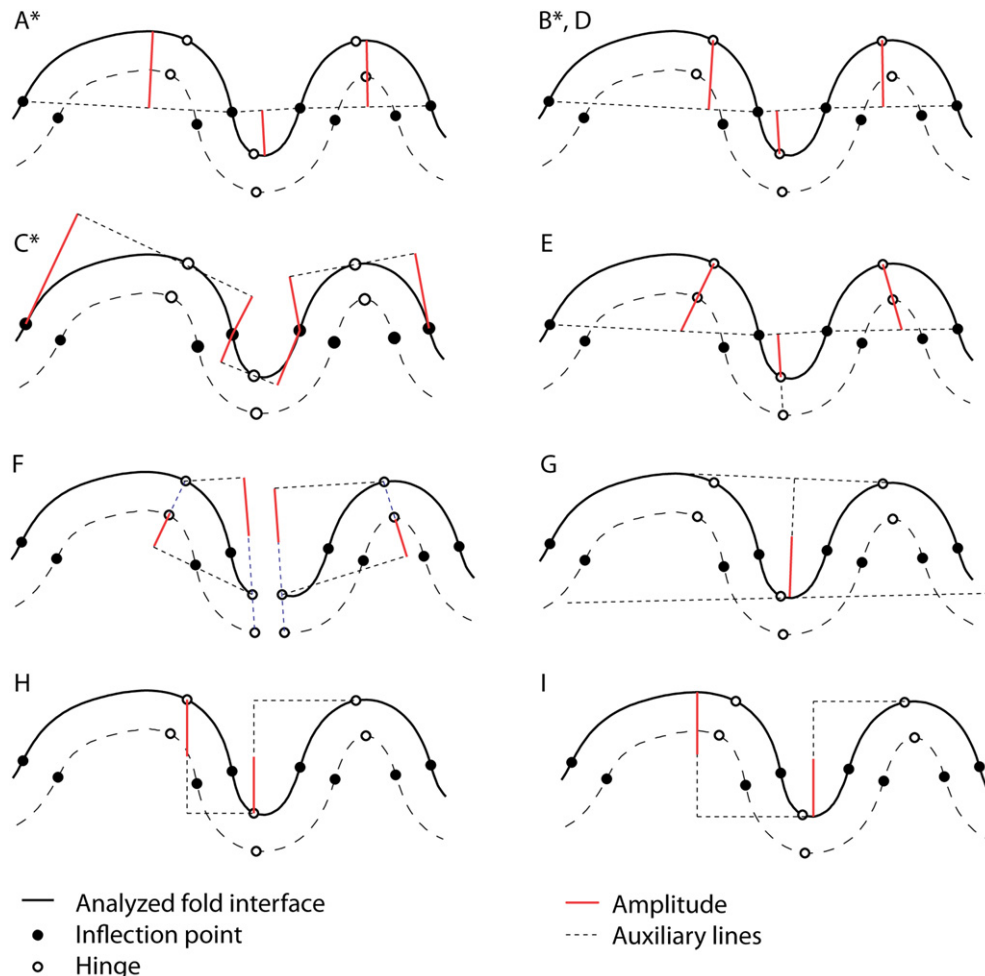 A*
B*, D
C*
E
F
G
H
I
Analyzed fold interface
Inflection point
Hinge
Amplitude
Auxiliary lines